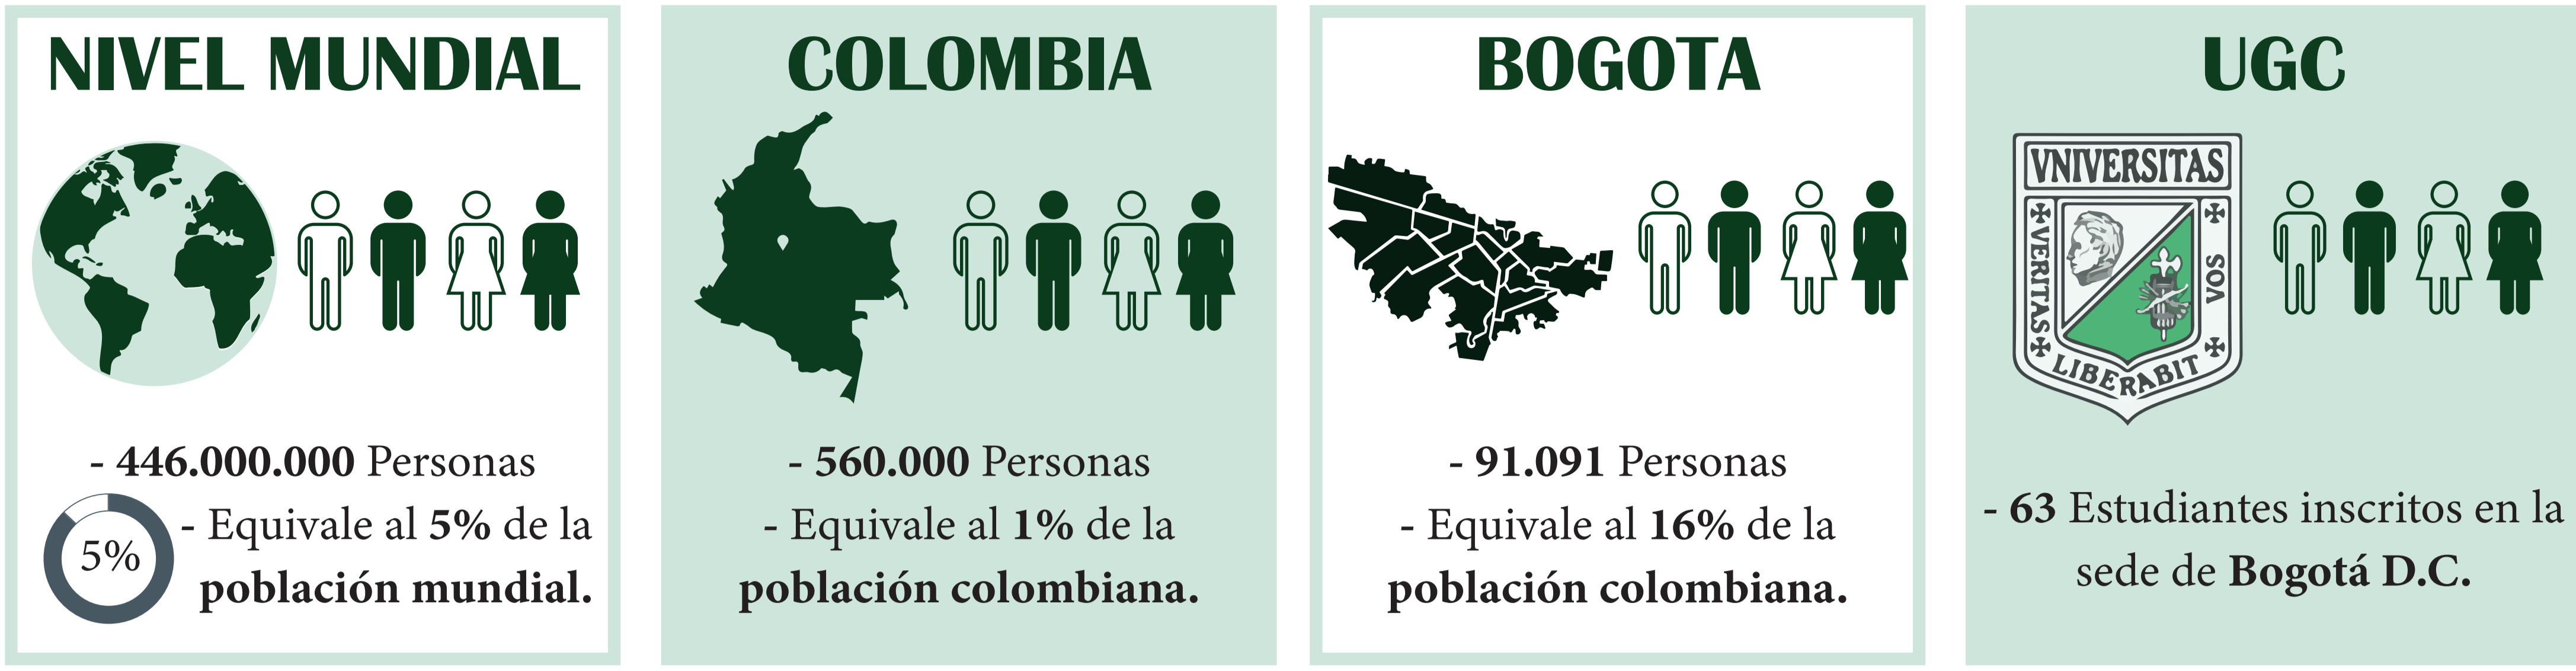 NIVEL MUNDIAL
- 446.000.000 Personas
5%
- Equivale al 5% de la
población mundial.
COLOMBIA
- 560.000 Personas
- Equivale al 1% de la
población colombiana.
BOGOTA
- 91.091 Personas
- Equivale al 16% de la
población colombiana.
UGC
VNIVERSITAS
VERITAS
LIBERABIT
VOS
- 63 Estudiantes inscritos en la
sede de Bogotá D.C.